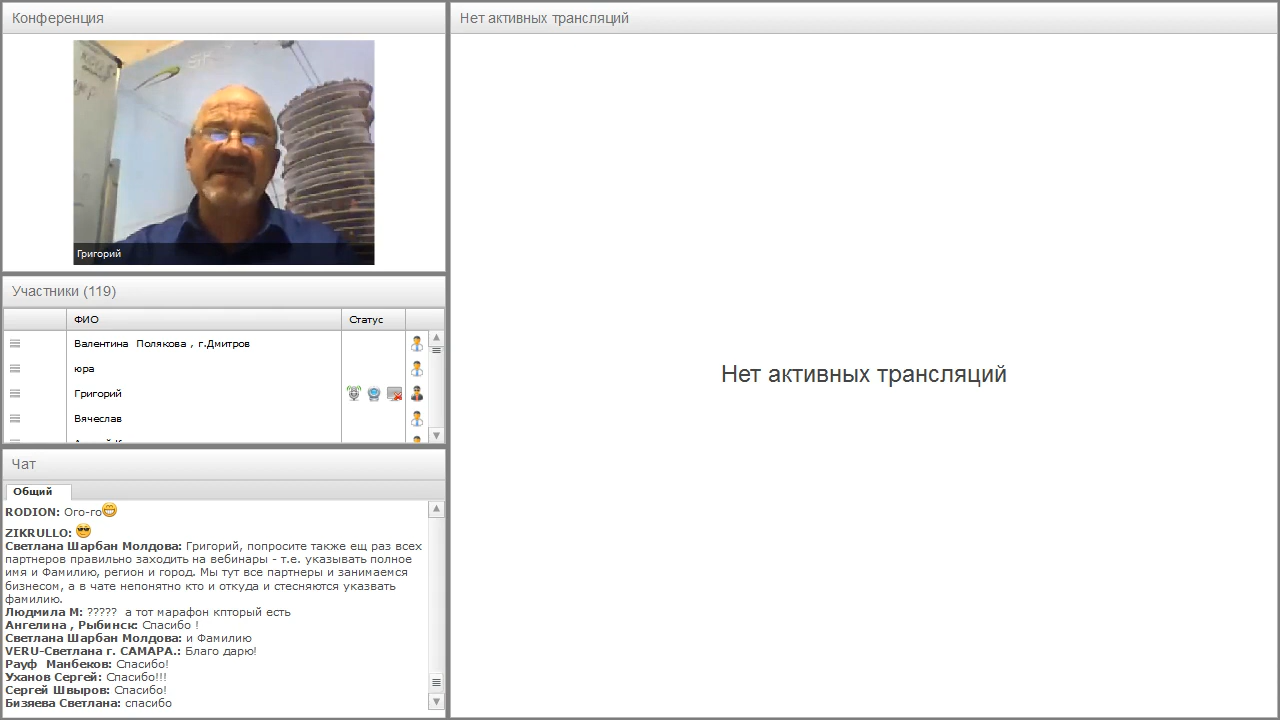 Конференция
Нет активных трансляций
SK
Григорий
Участники (119)
ФИО
Статус
Валентина Полякова , г.Дмитров
юра
Григорий
Вячеслав
Нет активных трансляций
Чат
Общий
RODION: Ого-го
ZIKRULLO:
Светлана Шарбан Молдова: Григорий, попросите также ещ раз всех
партнеров правильно заходить на вебинары - т.е. указывать полное
имя и Фамилию, регион и город. Мы тут все партнеры и занимаемся
бизнесом, а в чате непонятно кто и откуда и стесняются указвать
фамилию.
Людмила М: ????? а тот марафон кпторый есть
Ангелина , Рыбинск: Спасибо !
Светлана Шарбан Молдова: и Фамилию
VERU-Светлана г. САМАРА.: Благо дарю!
Рауф Манбеков: Спасибо!
Уханов Сергей: Спасибо!!!
Сергей Швыров: Спасибо!
Бизяева Светлана: спасибо